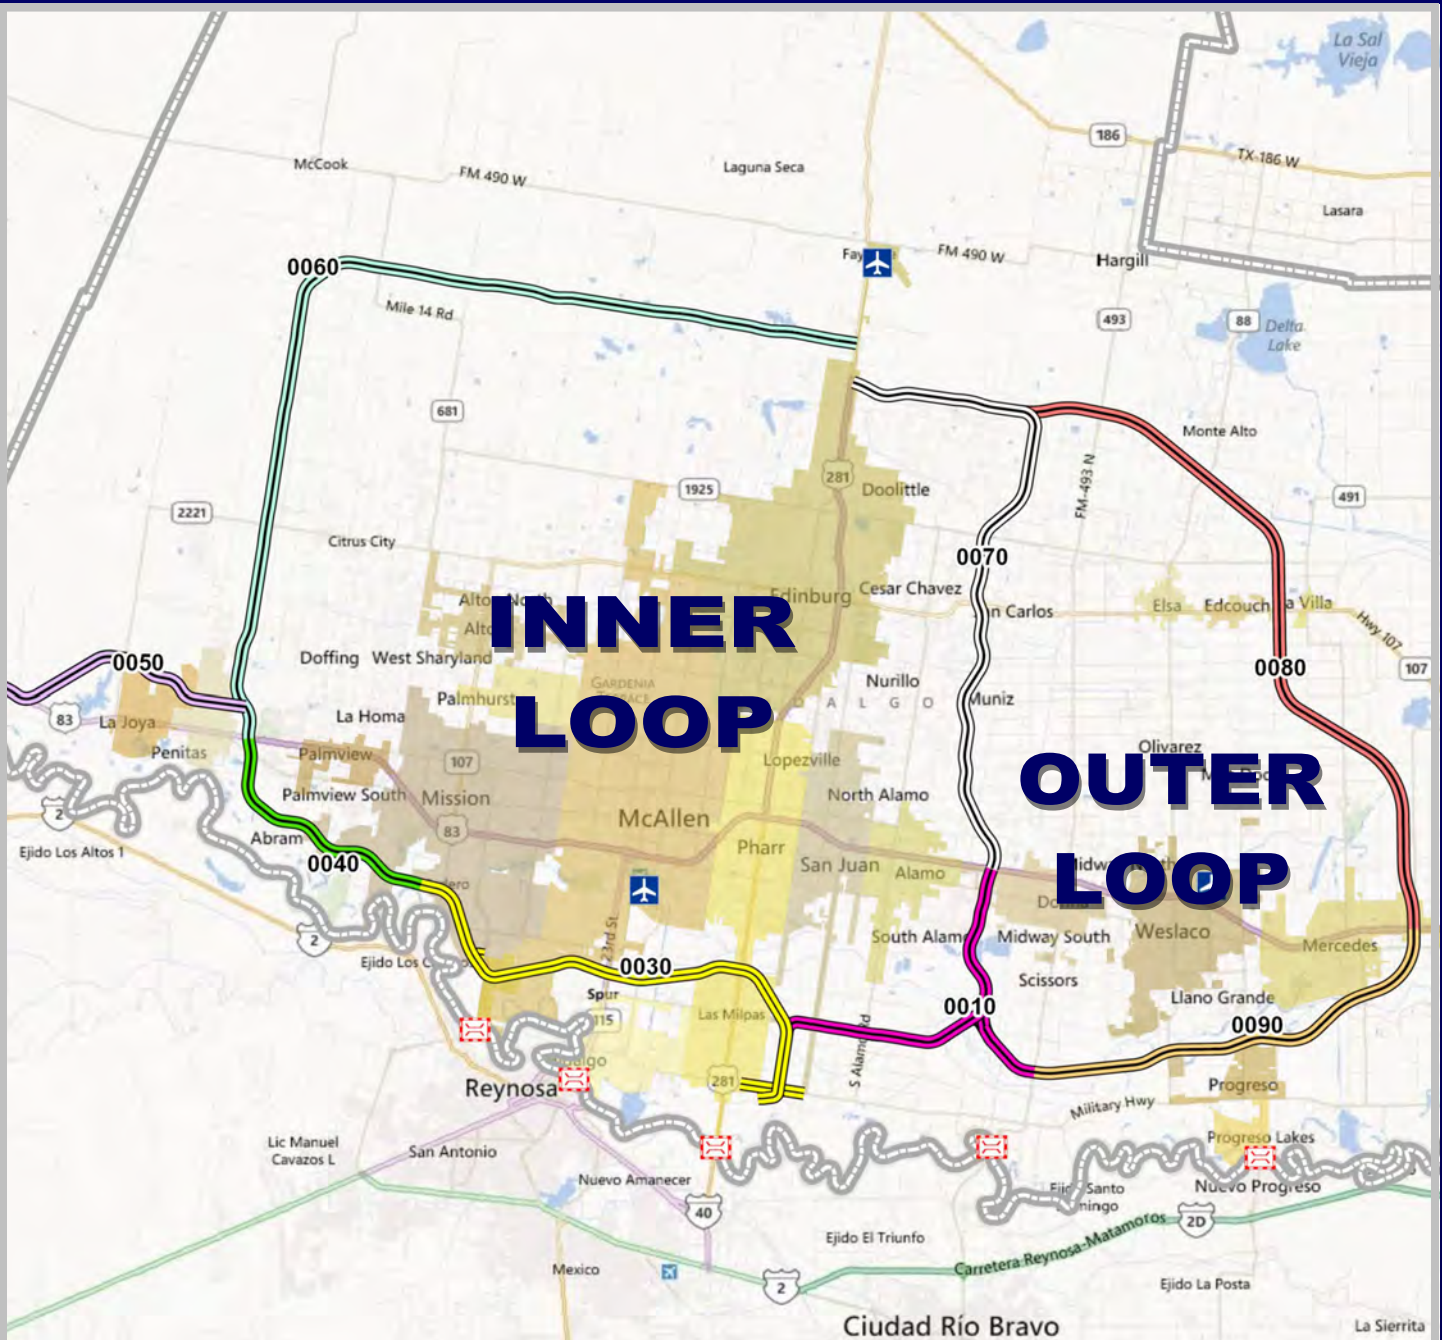 La Sal
Vieja
186
TX-186 W
McCook
FM 490 W
Laguna Seca
Lasara
FM 490 W
Hargill
0060
Mile 14 Rd
493
88
Delta
Lake
681
Monte Alto
281
Doolittle
1925
FM-493 N
491
2221
Citrus City
0070
Edinburg
Cesar Chavez
Elsa
Edcouch
Hwy 107
INNER
Doffing
West Sharyland
0050
0080
107
Nurillo
GARDENIA
Palmhurst
D A L G O
Muniz
LOOP
83
La Joya
La Homa
Penitas
Palmview
107
Lopezville
Olivarez
OUTER
Palmview South
Mission
North Alamo
2
83
McAllen
Abram
Pharr
Ejido Los Altos 1
0040
San Juan
Alamo
LOOP
23rd St
2
South Alamo
Midway South
Weslaco
Mercedes
0030
Scissors
Spur
115
Las Milpas
0010
Llano Grande
0090
S Alamo Rd
Reynosa
281
Progreso
Military Hwy
Lic Manuel
Cavazos L
San Antonio
Progreso Lakes
Nuevo Amanecer
Nuevo Progreso
40
2D
Ejido El Triunfo
Carretera Reynosa-Matamoros
Mexico
2
Ejido La Posta
Ciudad Río Bravo
La Sierrita